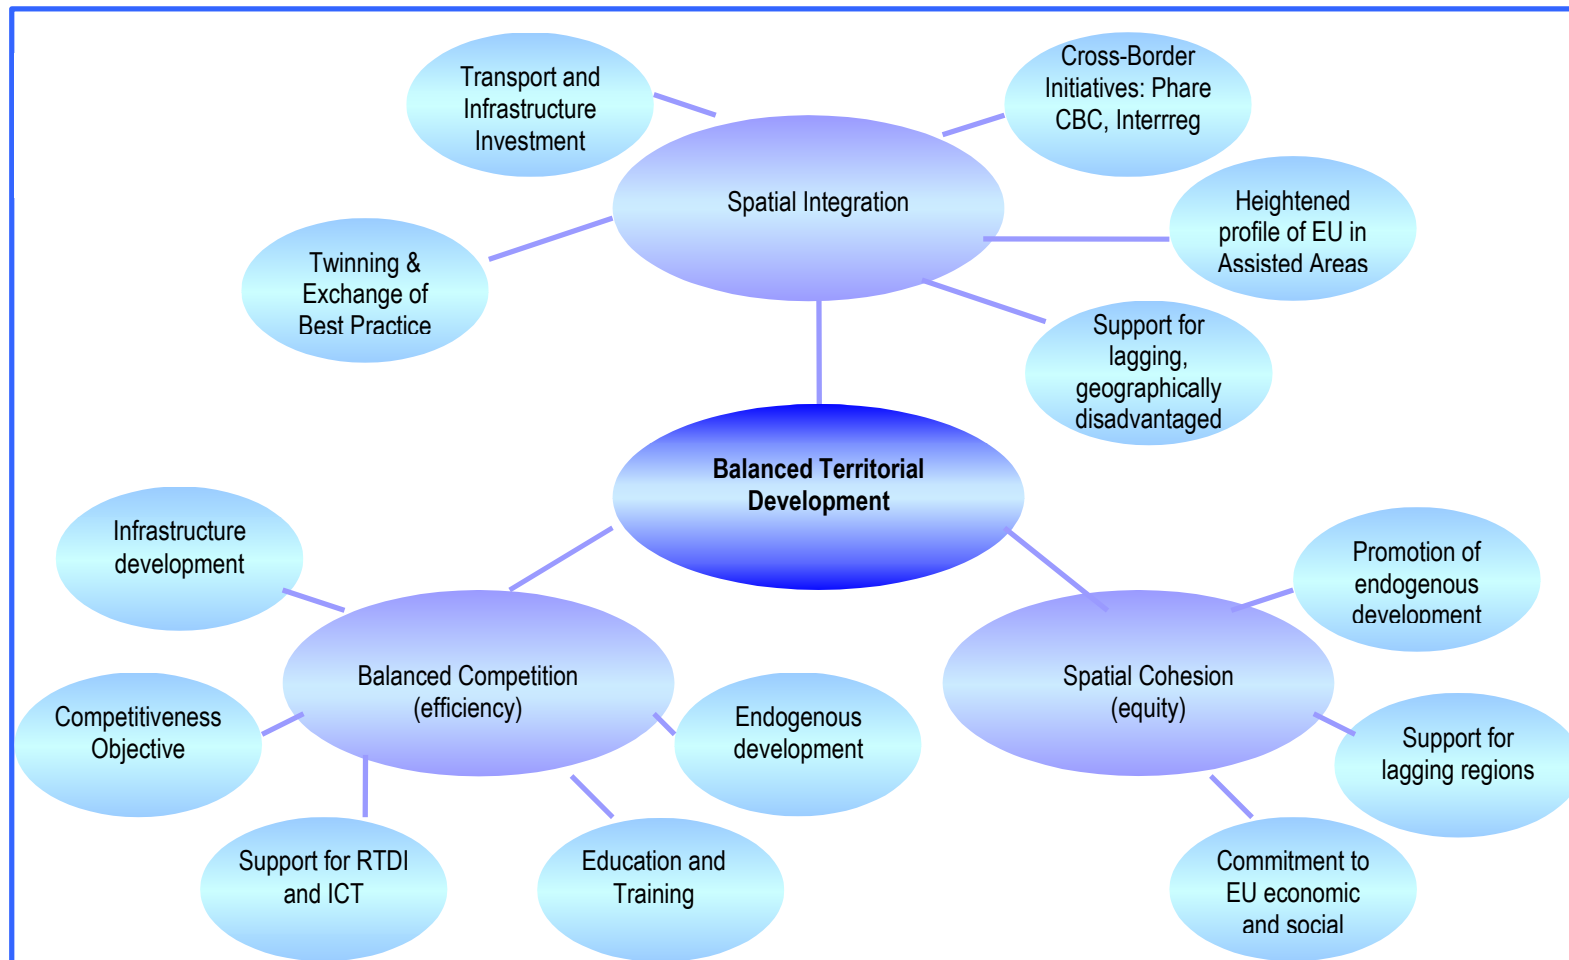 Transport and
Infrastructure
Investment
Cross-Border
Initiatives: Phare
CBC, Interrreg
Spatial Integration
Heightened
profile of EU in
Assisted Areas
Twinning &
Exchange of
Best Practice
Support for
lagging,
geographically
disadvantaged
Balanced Territorial
Development
Infrastructure
development
Promotion of
endogenous
development
Balanced Competition
(efficiency)
Spatial Cohesion
(equity)
Competitiveness
Objective
Endogenous
development
Support for
lagging regions
Support for RTDI
and ICT
Education and
Training
Commitment to
EU economic
and social